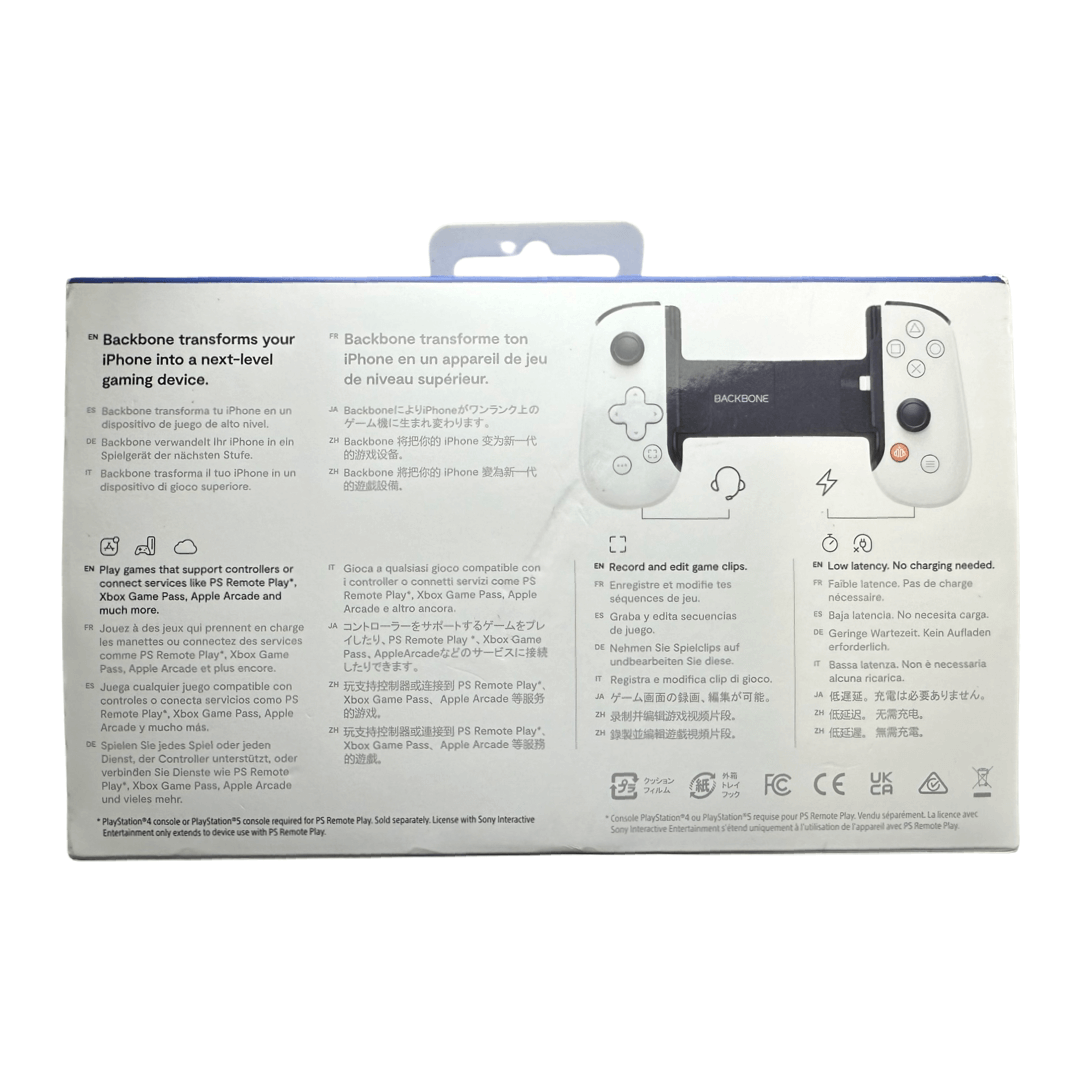 EN Backbone transforms your
iPhone into a next-level
gaming device.
ES Backbone transforma tu iPhone en un
dispositivo de juego de alto nivel.
DE Backbone verwandelt Ihr iPhone in ein
Spielgerät der nächsten Stufe.
IT Backbone trasforma il tuo iPhone in un
dispositivo di gioco superiore.
FR Backbone transforme ton
iPhone en un appareil de jeu
de niveau supérieur.
JA BackboneによりiPhoneがワンランク上の
ゲーム機に生まれ変わります。
ZH Backbone 将把你的 iPhone 变为新一代
的游戏设备。
ZH Backbone 將把你的 iPhone 變為新一代
的遊戲設備。
BACKBONE
EN Play games that support controllers or
connect services like PS Remote Play*,
Xbox Game Pass, Apple Arcade and
much more.
FR Jouez à des jeux qui prennent en charge
les manettes ou connectez des services
comme PS Remote Play*, Xbox Game
Pass, Apple Arcade et plus encore.
ES Juega cualquier juego compatible con
controles o conecta servicios como PS
Remote Play*, Xbox Game Pass, Apple
Arcade y mucho más.
DE Spielen Sie jedes Spiel oder jeden
Dienst, der Controller unterstützt, oder
verbinden Sie Dienste wie PS Remote
Play*, Xbox Game Pass, Apple Arcade
und vieles mehr.
IT Gioca a qualsiasi gioco compatible con
i controller o connetti servizi come PS
Remote Play*, Xbox Game Pass, Apple
Arcade e altro ancora.
JA コントローラーをサポートするゲームをプレ
イしたり、PS Remote Play *、Xbox Game
Pass、AppleArcadeなどのサービスに接続
したりできます。
ZH 玩支持控制器或连接到 PS Remote Play*、
Xbox Game Pass、Apple Arcade 等服务
的游戏。
ZH 玩支持控制器或連接到 PS Remote Play*、
Xbox Game Pass、Apple Arcade 等服務
的遊戲。
EN Record and edit game clips.
FR Enregistre et modifie tes
séquences de jeu.
ES Graba y edita secuencias
de juego.
DE Nehmen Sie Spielclips auf
undbearbeiten Sie diese.
IT Registra e modifica clip di gioco.
JA ゲーム画面の録画、編集が可能。
ZH 录制并编辑游戏视频片段。
ZH 錄製並編輯遊戲視頻片段。
EN Low latency. No charging needed.
FR Faible latence. Pas de charge
nécessaire.
ES Baja latencia. No necesita carga.
DE Geringe Wartezeit. Kein Aufladen
erforderlich.
IT Bassa latenza. Non è necessaria
alcuna ricarica.
JA 低遅延。充電は必要ありません。
ZH 低延迟。 无需充电。
ZH 低延遲。 無需充電。
プラ クッション
フィルム
紙 外箱
トレイ
フック
FC CE UK
CA
* PlayStation®4 console or PlayStation®5 console required for PS Remote Play. Sold separately. License with Sony Interactive
Entertainment only extends to device use with PS Remote Play.
* Console PlayStation®4 ou PlayStation®5 requise pour PS Remote Play. Vendu séparément. La licence avec
Sony Interactive Entertainment s'étend uniquement à l'utilisation de l'appareil avec PS Remote Play.